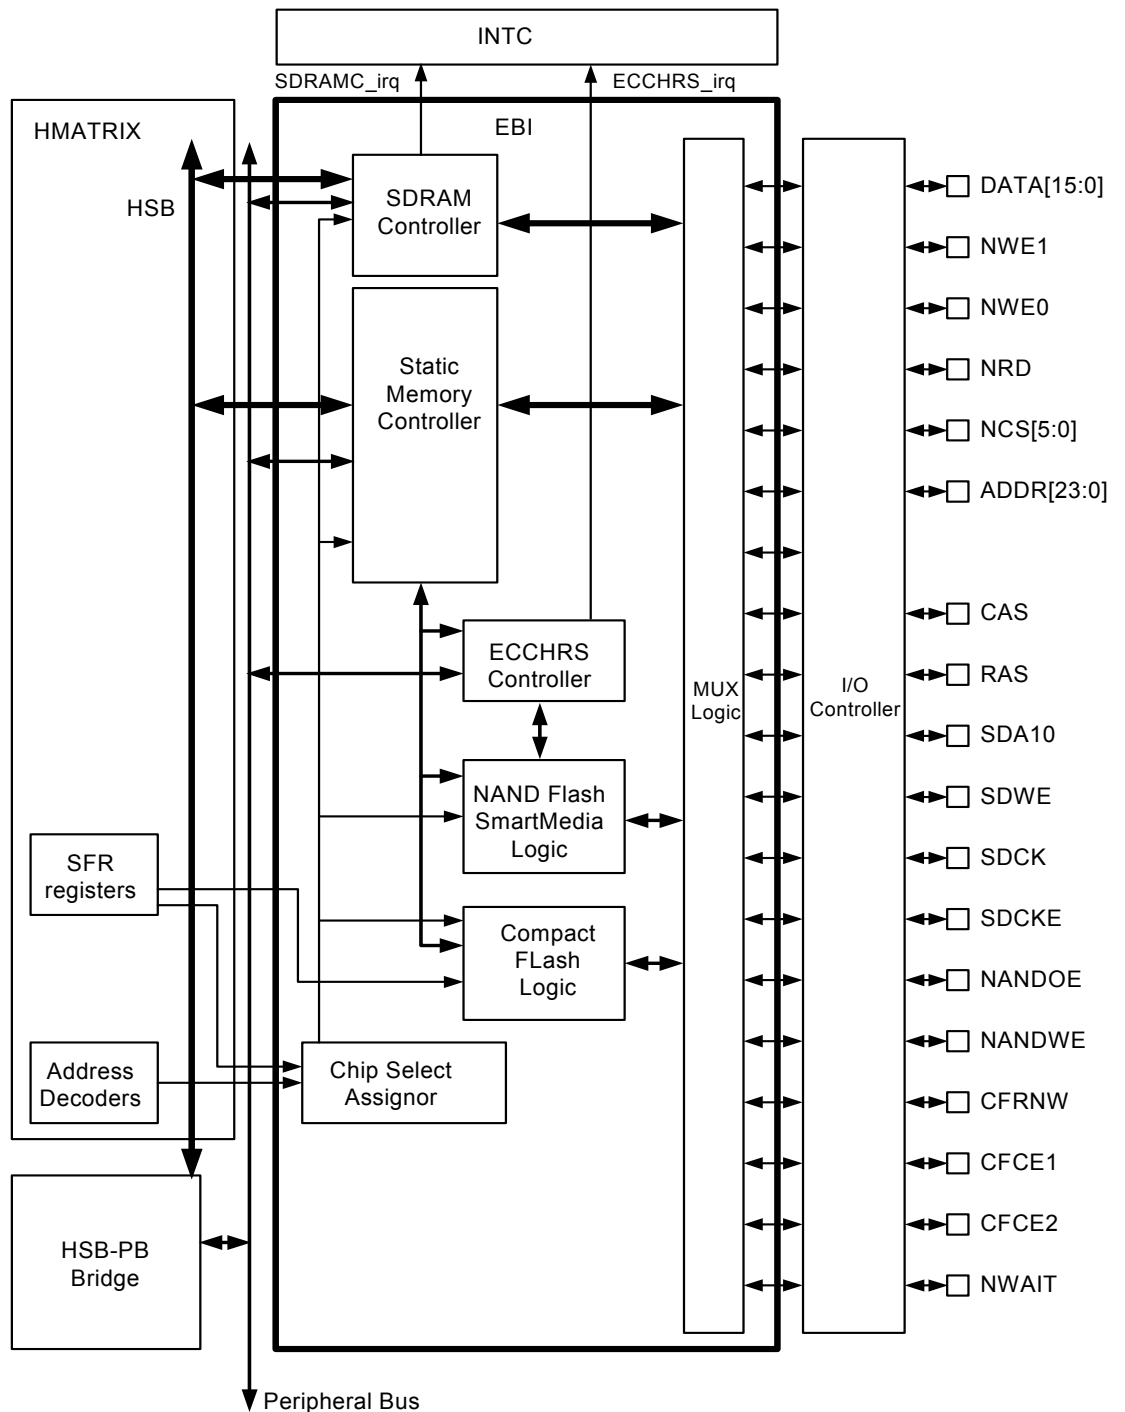 INTC
SDRAMC_irq
ECCHRS_irq
HMATRIX
EBI
HSB
SDRAM
Controller
Static
Memory
Controller
ECCHRS
Controller
NAND Flash
SmartMedia
Logic
Compact
FLash
Logic
SFR
registers
Address
Decoders
Chip Select
Assignor
HSB-PB
Bridge
Peripheral Bus
MUX
Logic
I/O
Controller
DATA[15:0]
NWE1
NWE0
NRD
NCS[5:0]
ADDR[23:0]
CAS
RAS
SDA10
SDWE
SDCK
SDCKE
NANDOE
NANDWE
CFRNW
CFCE1
CFCE2
NWAIT